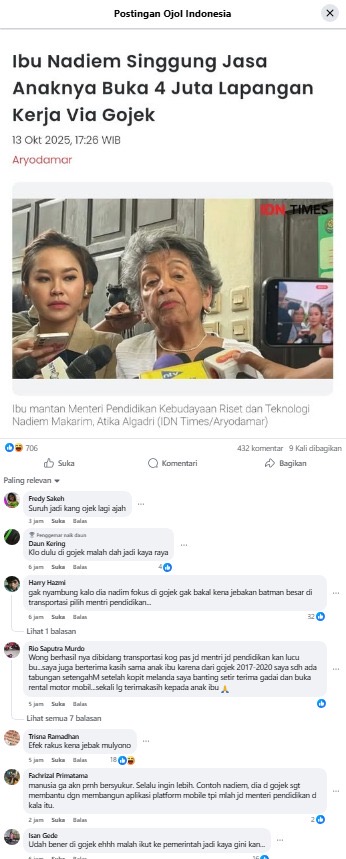 Postingan Ojol Indonesia
Ibu Nadiem Singgung Jasa
Anaknya Buka 4 Juta Lapangan
Kerja Via Gojek
13 Okt 2025, 17:26 WIB
Aryodamar
IDN TIMES
Ibu mantan Menteri Pendidikan Kebudayaan Riset dan Teknologi
Nadiem Makarim, Atika Algadri (IDN Times/Aryodamar)
706
432 komentar 9 Kali dibagikan
Suka Komentari Bagikan
Paling relevan
Fredy Sakeh
Suruh jadi kang ojek lagi ajah
3 jam Suka Balas
Penggemar naik daun
Daun Kering
Klo dulu di gojek malah dah jadi kaya raya
6 jam Suka Balas 4
Harry Hazmi
gak nyambung kalo dia nadim fokus di gojek gak bakal kena jebakan batman besar di
transportasi pilih mentri pendidikan...
6 jam Suka Balas 32
Lihat 1 balasan
Rio Saputra Murdo
Wong berhasil nya dibidang transportasi kog pas jd mentri jd pendidikan kan lucu
bu..saya juga berterima kasih sama anak ibu karena dari gojek 2017-2020 saya sdh ada
tabungan setengahM setelah kopit melanda saya banting setir terima gadai dan buka
rental motor mobil...sekali lg terimakasih kepada anak ibu 🙏
5 jam Suka Balas
Lihat semua 7 balasan
Trisna Ramadhan
Efek rakus kena jebak mulyono
5 jam Suka Balas 18
Fachrizal Primatama
manusia ga akn prnh bersyukur. Selalu ingin lebih. Contoh nadiem, dia d gojek sgt
membantu dgn membangun aplikasi platform mobile tpi mlah jd menteri pendidikan d
kala itu.
2 jam Suka Balas 2
Isan Gede
Udah bener di gojek ehhh malah ikut ke pemerintah jadi kaya gini kan...
6 jam Suka Balas 16